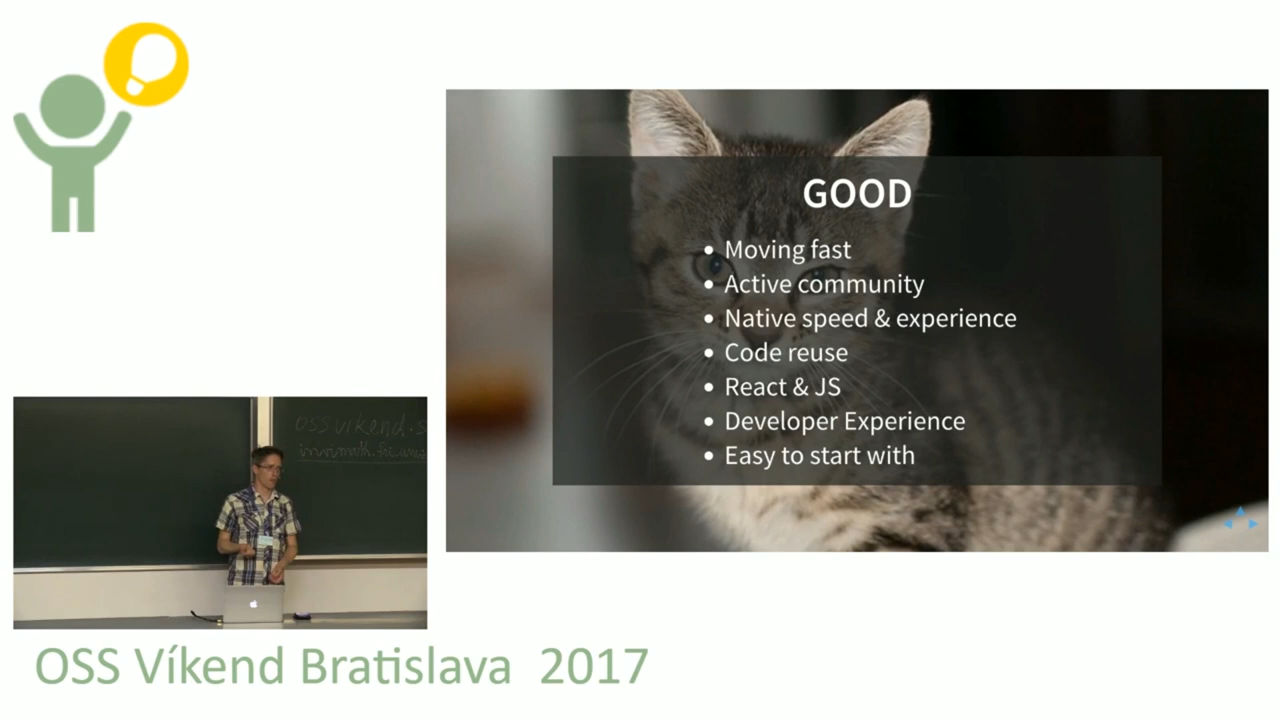 GOOD
Moving fast
Active community
Native speed & experience
Code reuse
React & JS
Developer Experience
Easy to start with
ossvikend.s
OSS Víkend Bratislava 2017